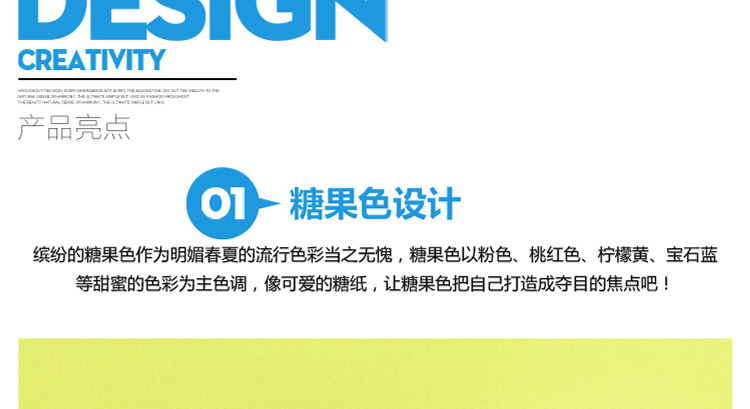 DESIGN
CREATIVITY
产品亮点
01 糖果色设计
缤纷的糖果色作为明媚春夏的流行色彩当之无愧，糖果色以粉色、桃红色、柠檬黄、宝石蓝
等甜蜜的色彩为主色调，像可爱的糖纸，让糖果色把自己打造成夺目的焦点吧！